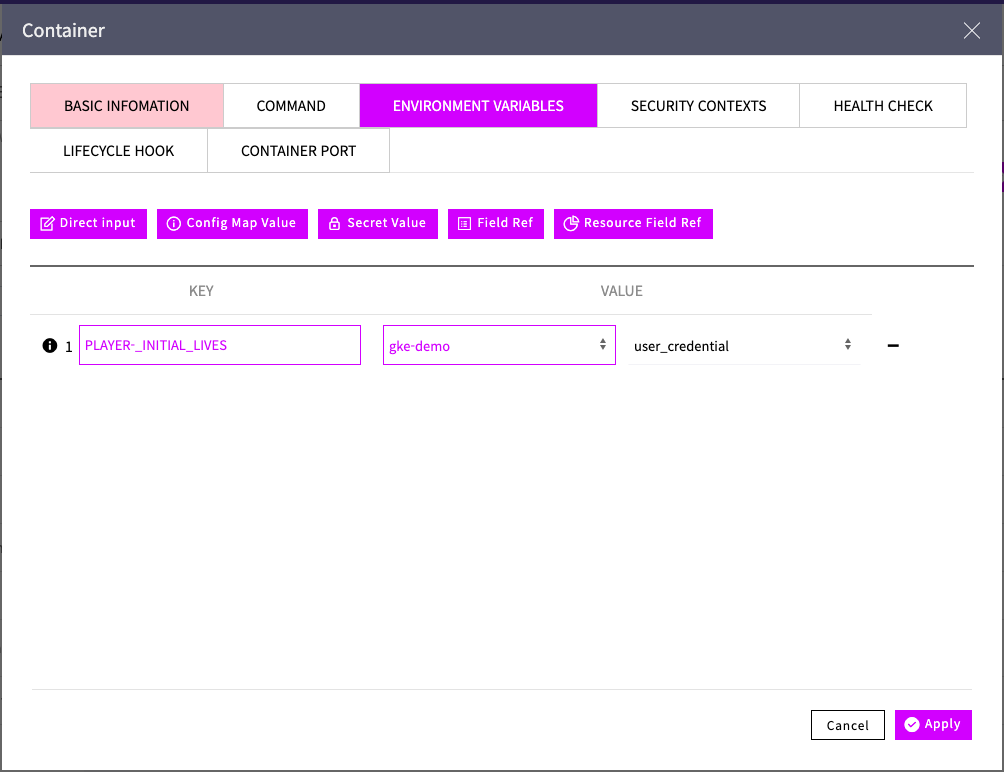 Container
BASIC INFOMATION
COMMAND
ENVIRONMENT VARIABLES
SECURITY CONTEXTS
HEALTH CHECK
LIFECYCLE HOOK
CONTAINER PORT
Direct input
Config Map Value
Secret Value
Field Ref
Resource Field Ref
KEY
VALUE
1
PLAYER-_INITIAL_LIVES
gke-demo
user_credential
Cancel
Apply